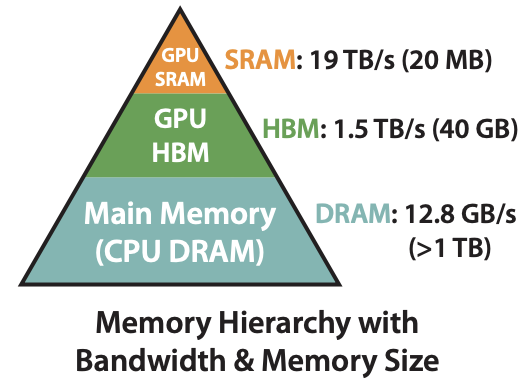 GPU
SRAM
SRAM: 19 TB/s (20 MB)
GPU
HBM
HBM: 1.5 TB/s (40 GB)
Main Memory
(CPU DRAM)
DRAM: 12.8 GB/s
(>1 TB)
Memory Hierarchy with
Bandwidth & Memory Size